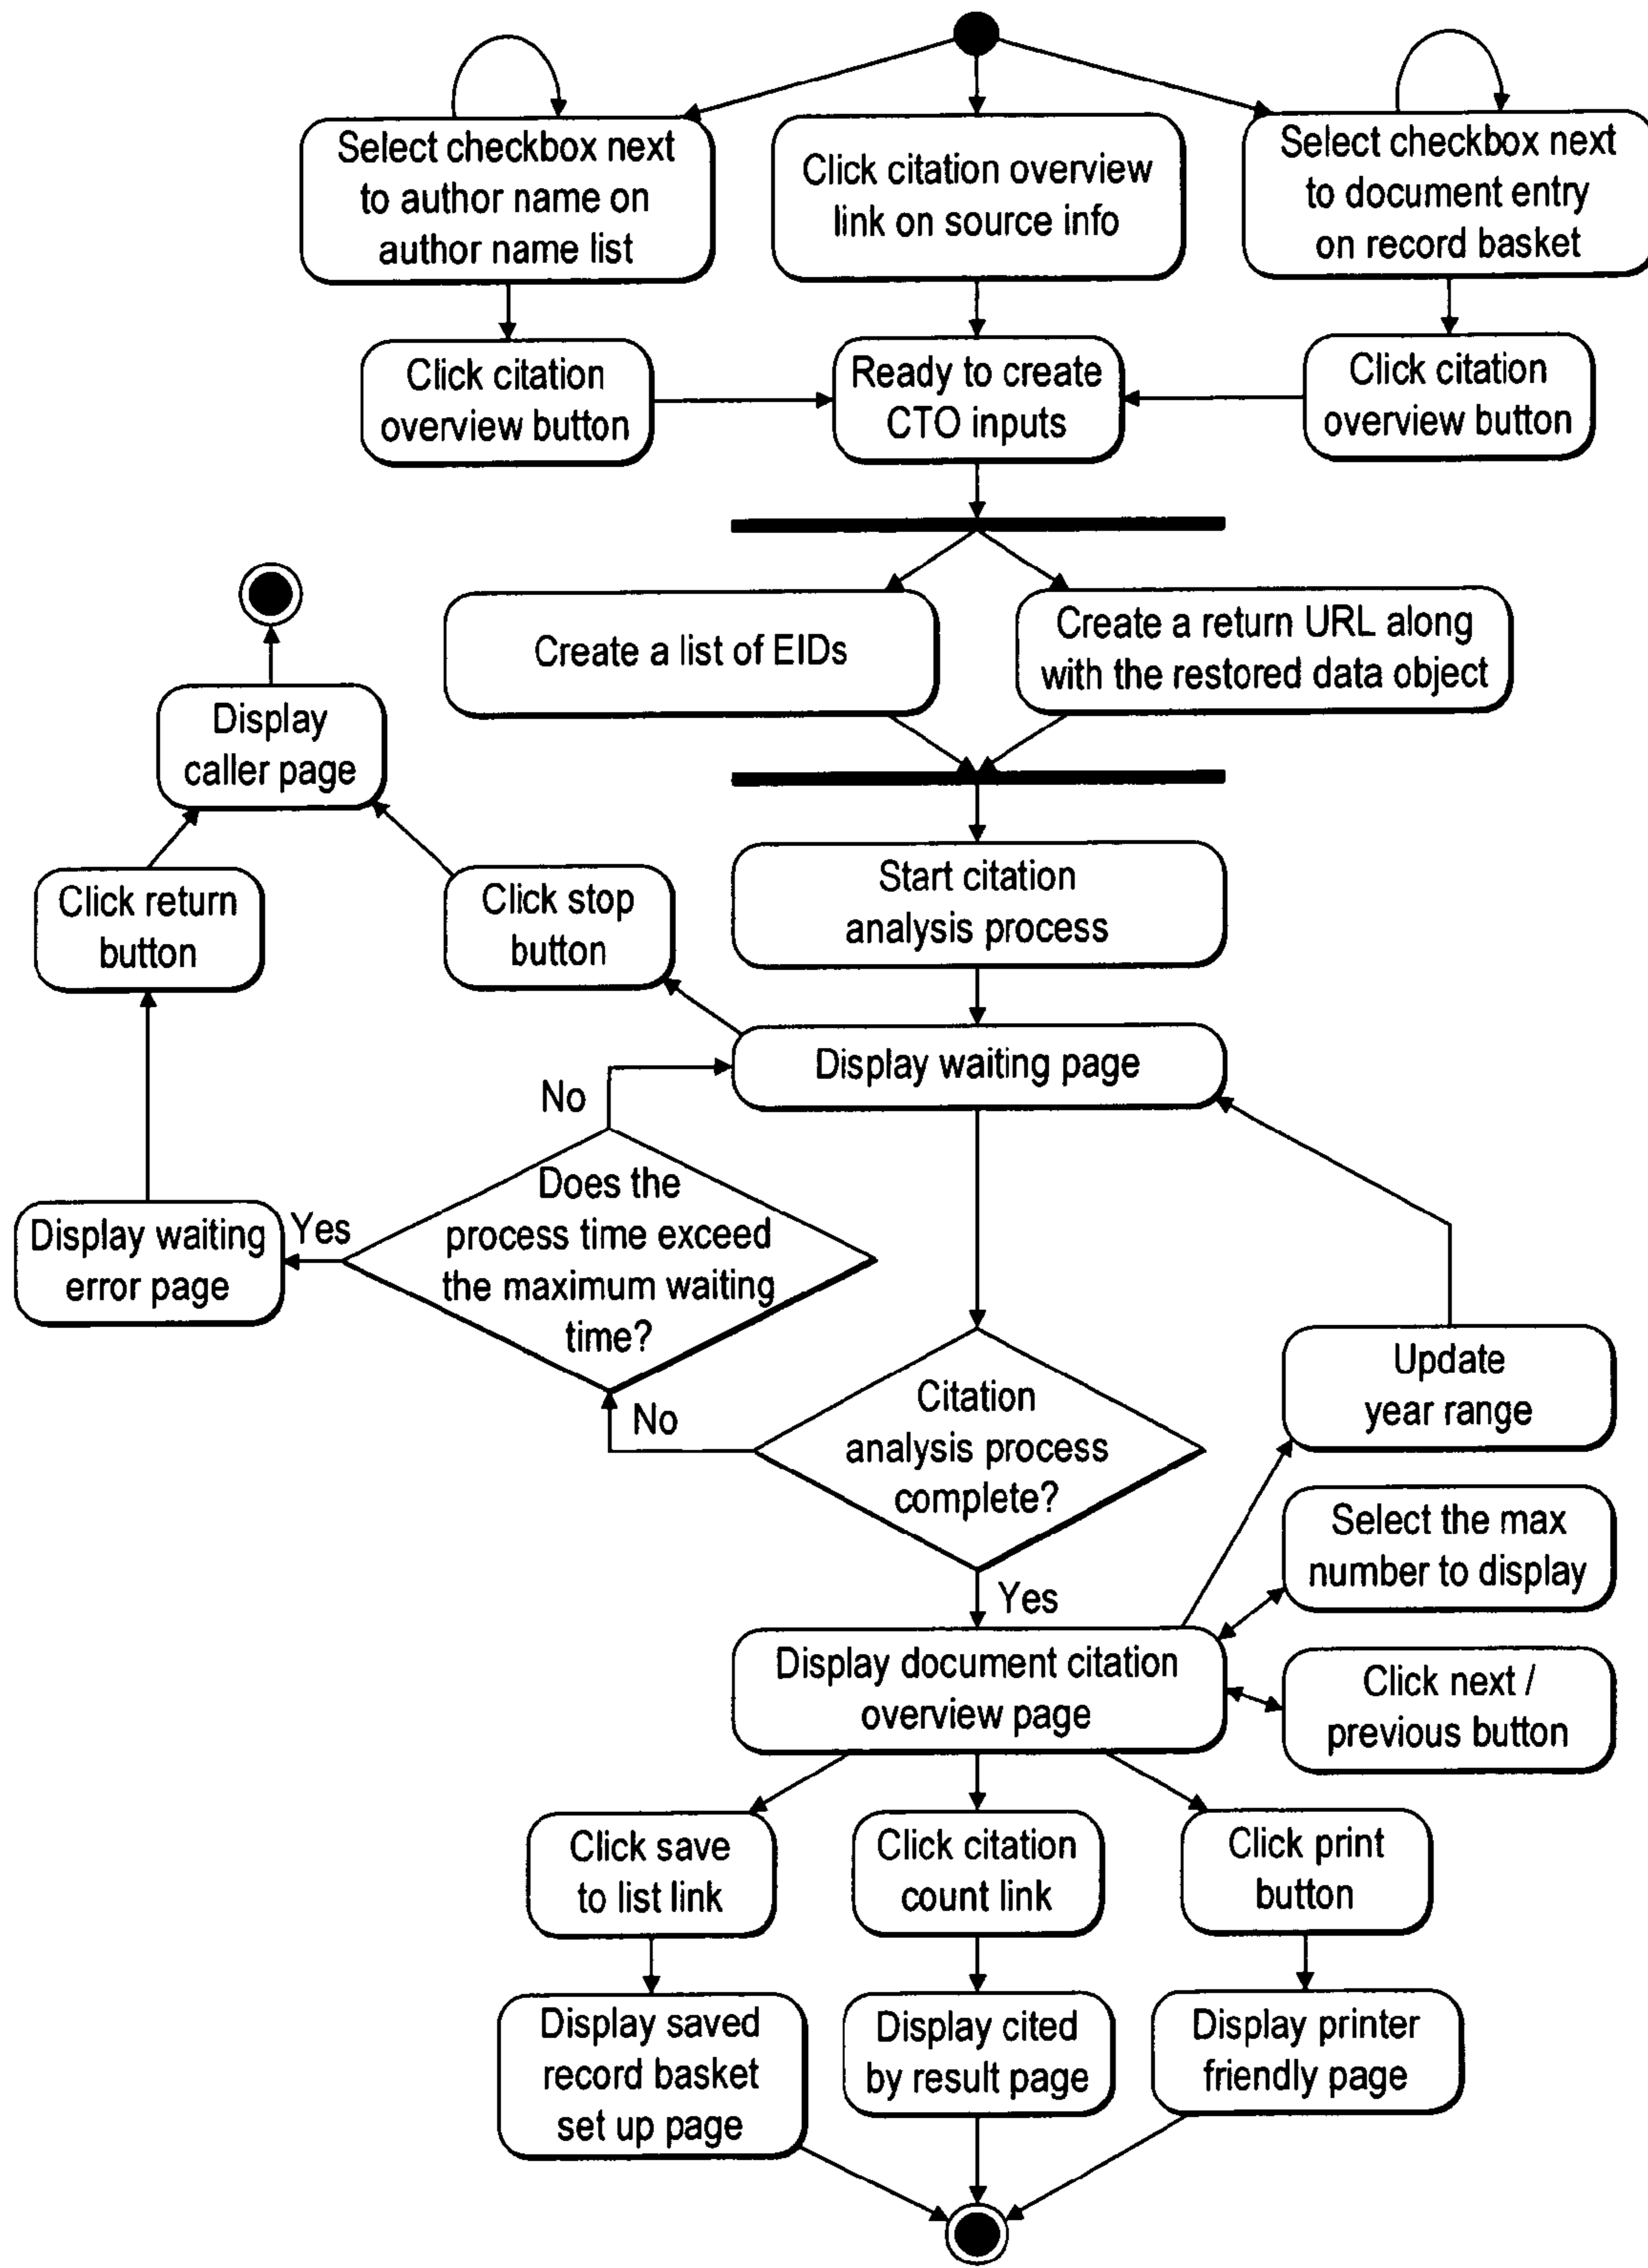 Select checkbox next
to author name on
author name list
Click citation overview
link on source info
Select checkbox next
to document entry
on record basket
Click citation
overview button
Ready to create
CTO inputs
Click citation
overview button
Create a list of EIDs
Create a return URL along
with the restored data object
Display
caller page
Click return
button
Click stop
button
Start citation
analysis process
Display waiting page
No
Does the
process time exceed
the maximum waiting
time?
Yes
Display waiting
error page
No
Citation
analysis process
complete?
Yes
Update
year range
Select the max
number to display
Click next /
previous button
Display document citation
overview page
Click save
to list link
Click citation
count link
Click print
button
Display saved
record basket
set up page
Display cited
by result page
Display printer
friendly page